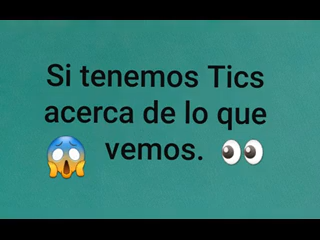 Si tenemos Tics
acerca de lo que
😱 vemos. 👀